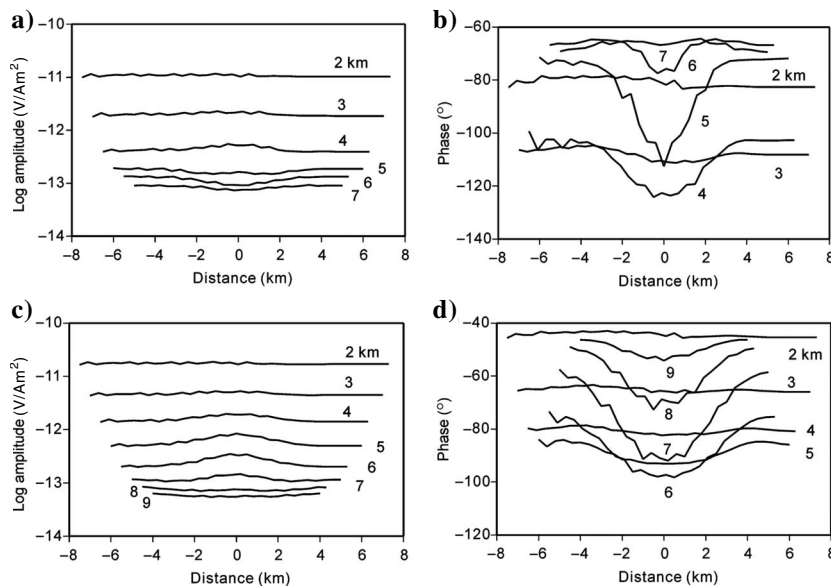 a)
−10
−11
−12
−13
−14
Log amplitude (V/Am²)
2 km
3
4
5
6
7
−8 −6 −4 −2 0 2 4 6 8
Distance (km)
b)
−60
−80
−100
−120
−140
Phase (°)
7
6
2 km
5
3
4
−8 −6 −4 −2 0 2 4 6 8
Distance (km)
c)
−10
−11
−12
−13
−14
Log amplitude (V/Am²)
2 km
3
4
5
6
7
8
9
−8 −6 −4 −2 0 2 4 6 8
Distance (km)
d)
−40
−60
−80
−100
−120
Phase (°)
2 km
9
3
8
4
7
5
6
−8 −6 −4 −2 0 2 4 6 8
Distance (km)